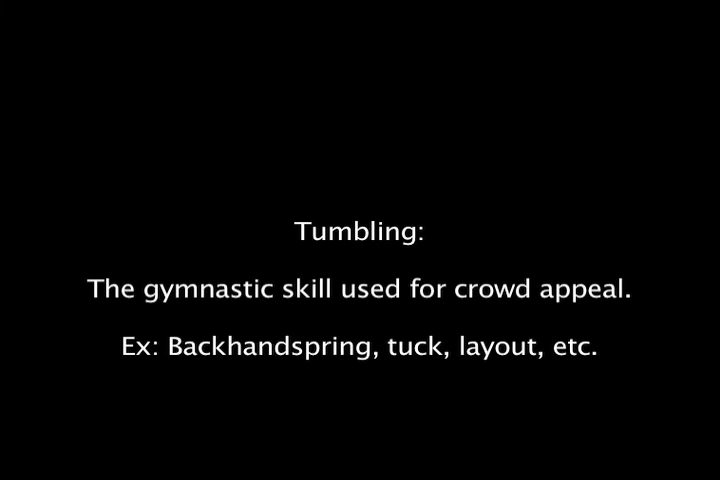 Tumbling:
The gymnastic skill used for crowd appeal.
Ex: Backhandspring, tuck, layout, etc.